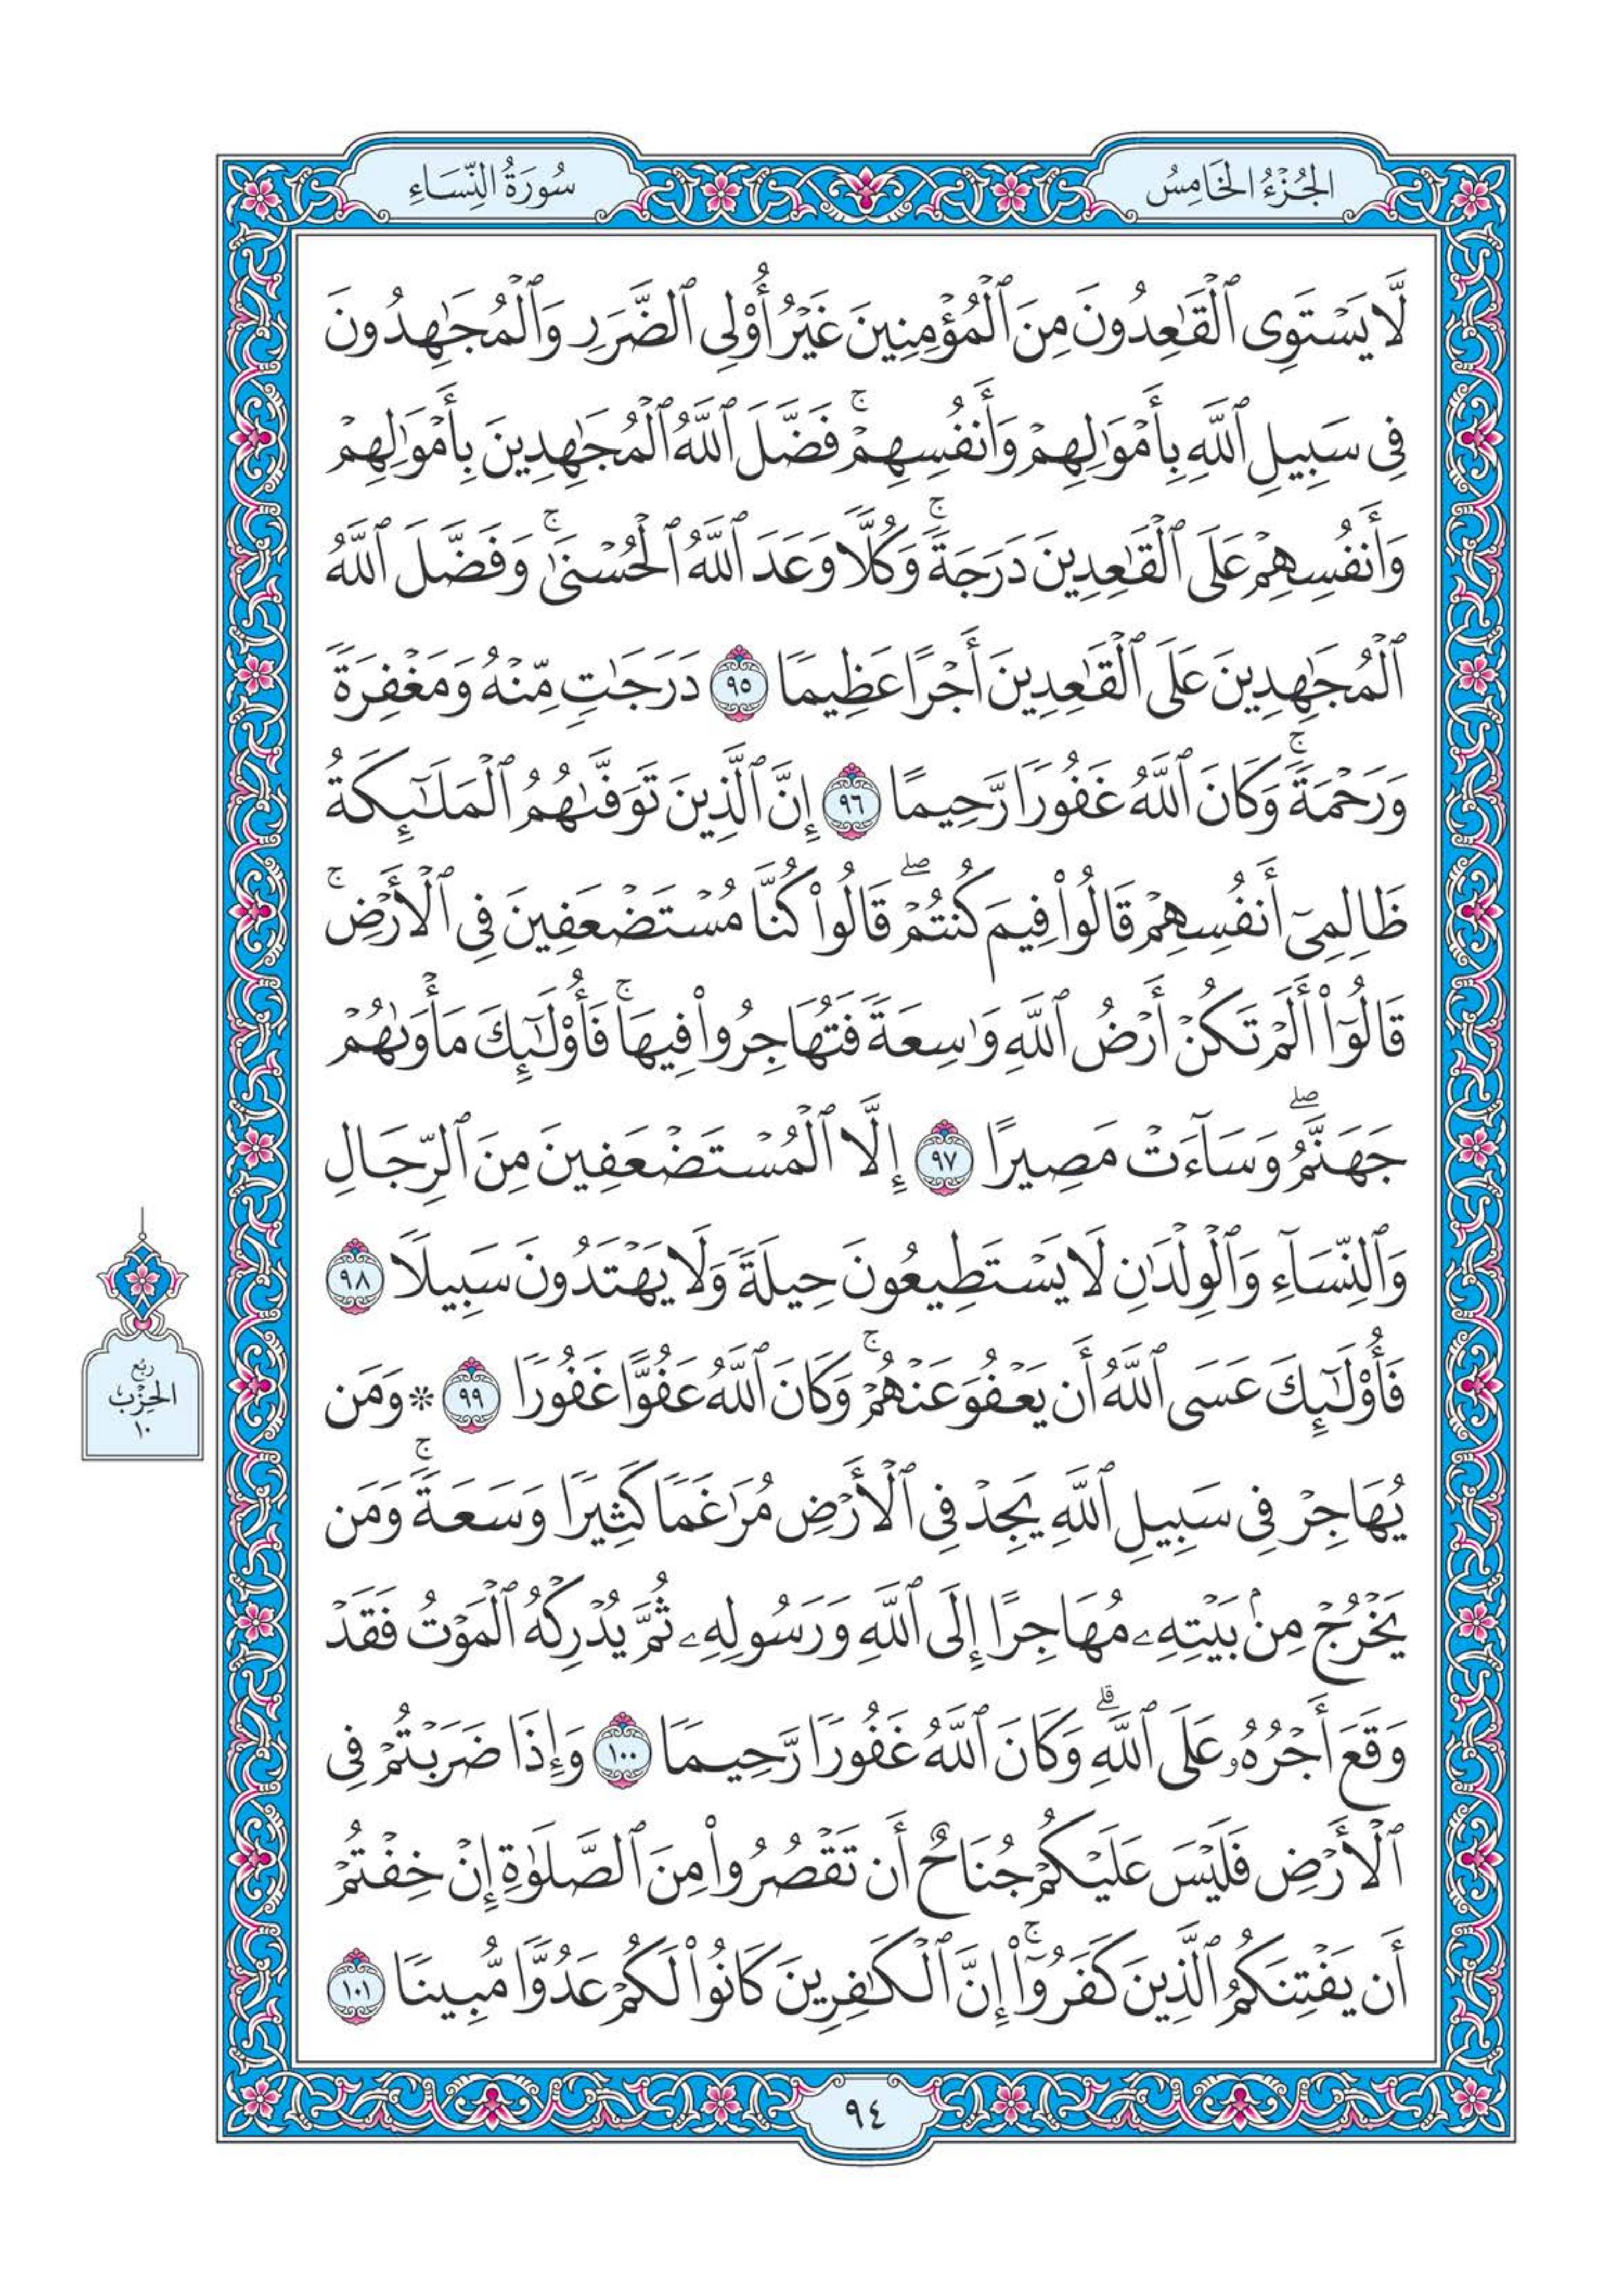 الجُزْءُ الخَامِسُ
سُورَةُ النِّسَاءِ
لَّا يَسْتَوِى ٱلْقَٰعِدُونَ مِنَ ٱلْمُؤْمِنِينَ غَيْرُ أُو۟لِى ٱلضَّرَرِ وَٱلْمُجَٰهِدُونَ
فِى سَبِيلِ ٱللَّهِ بِأَمْوَٰلِهِمْ وَأَنفُسِهِمْ ۚ فَضَّلَ ٱللَّهُ ٱلْمُجَٰهِدِينَ بِأَمْوَٰلِهِمْ
وَأَنفُسِهِمْ عَلَى ٱلْقَٰعِدِينَ دَرَجَةً ۚ وَكُلًّا وَعَدَ ٱللَّهُ ٱلْحُسْنَىٰ ۚ وَفَضَّلَ ٱللَّهُ
ٱلْمُجَٰهِدِينَ عَلَى ٱلْقَٰعِدِينَ أَجْرًا عَظِيمًا ٩٥ دَرَجَٰتٍ مِّنْهُ وَمَغْفِرَةً
وَرَحْمَةً ۚ وَكَانَ ٱللَّهُ غَفُورًا رَّحِيمًا ٩٦ إِنَّ ٱلَّذِينَ تَوَفَّىٰهُمُ ٱلْمَلَٰٓئِكَةُ
ظَالِمِىٓ أَنفُسِهِمْ قَالُوا۟ فِيمَ كُنتُمْ ۖ قَالُوا۟ كُنَّا مُسْتَضْعَفِينَ فِى ٱلْأَرْضِ ۚ
قَالُوٓا۟ أَلَمْ تَكُنْ أَرْضُ ٱللَّهِ وَٰسِعَةً فَتُهَاجِرُوا۟ فِيهَا ۚ فَأُو۟لَٰٓئِكَ مَأْوَىٰهُمْ
جَهَنَّمُ ۖ وَسَآءَتْ مَصِيرًا ٩٧ إِلَّا ٱلْمُسْتَضْعَفِينَ مِنَ ٱلرِّجَالِ
وَٱلنِّسَآءِ وَٱلْوِلْدَٰنِ لَا يَسْتَطِيعُونَ حِيلَةً وَلَا يَهْتَدُونَ سَبِيلًا ٩٨
فَأُو۟لَٰٓئِكَ عَسَى ٱللَّهُ أَن يَعْفُوَ عَنْهُمْ ۚ وَكَانَ ٱللَّهُ عَفُوًّا غَفُورًا ٩٩ * وَمَن
يُهَاجِرْ فِى سَبِيلِ ٱللَّهِ يَجِدْ فِى ٱلْأَرْضِ مُرَٰغَمًا كَثِيرًا وَسَعَةً ۚ وَمَن
يَخْرُجْ مِنۢ بَيْتِهِۦ مُهَاجِرًا إِلَى ٱللَّهِ وَرَسُولِهِۦ ثُمَّ يُدْرِكْهُ ٱلْمَوْتُ فَقَدْ
وَقَعَ أَجْرُهُۥ عَلَى ٱللَّهِ ۗ وَكَانَ ٱللَّهُ غَفُورًا رَّحِيمًا ١٠٠ وَإِذَا ضَرَبْتُمْ فِى
ٱلْأَرْضِ فَلَيْسَ عَلَيْكُمْ جُنَاحٌ أَن تَقْصُرُوا۟ مِنَ ٱلصَّلَوٰةِ إِنْ خِفْتُمْ
أَن يَفْتِنَكُمُ ٱلَّذِينَ كَفَرُوٓا۟ ۚ إِنَّ ٱلْكَٰفِرِينَ كَانُوا۟ لَكُمْ عَدُوًّا مُّبِينًا ١٠١
ربُع
الحِزْب
١٠
٩٤